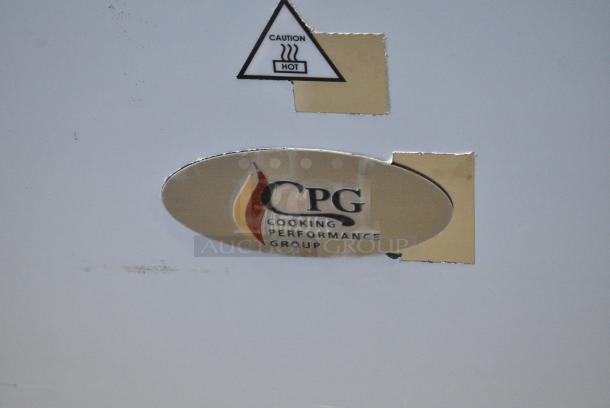 CAUTION
HOT
CPG
COOKING
PERFORMANCE
GROUP
AUCTION GROUP